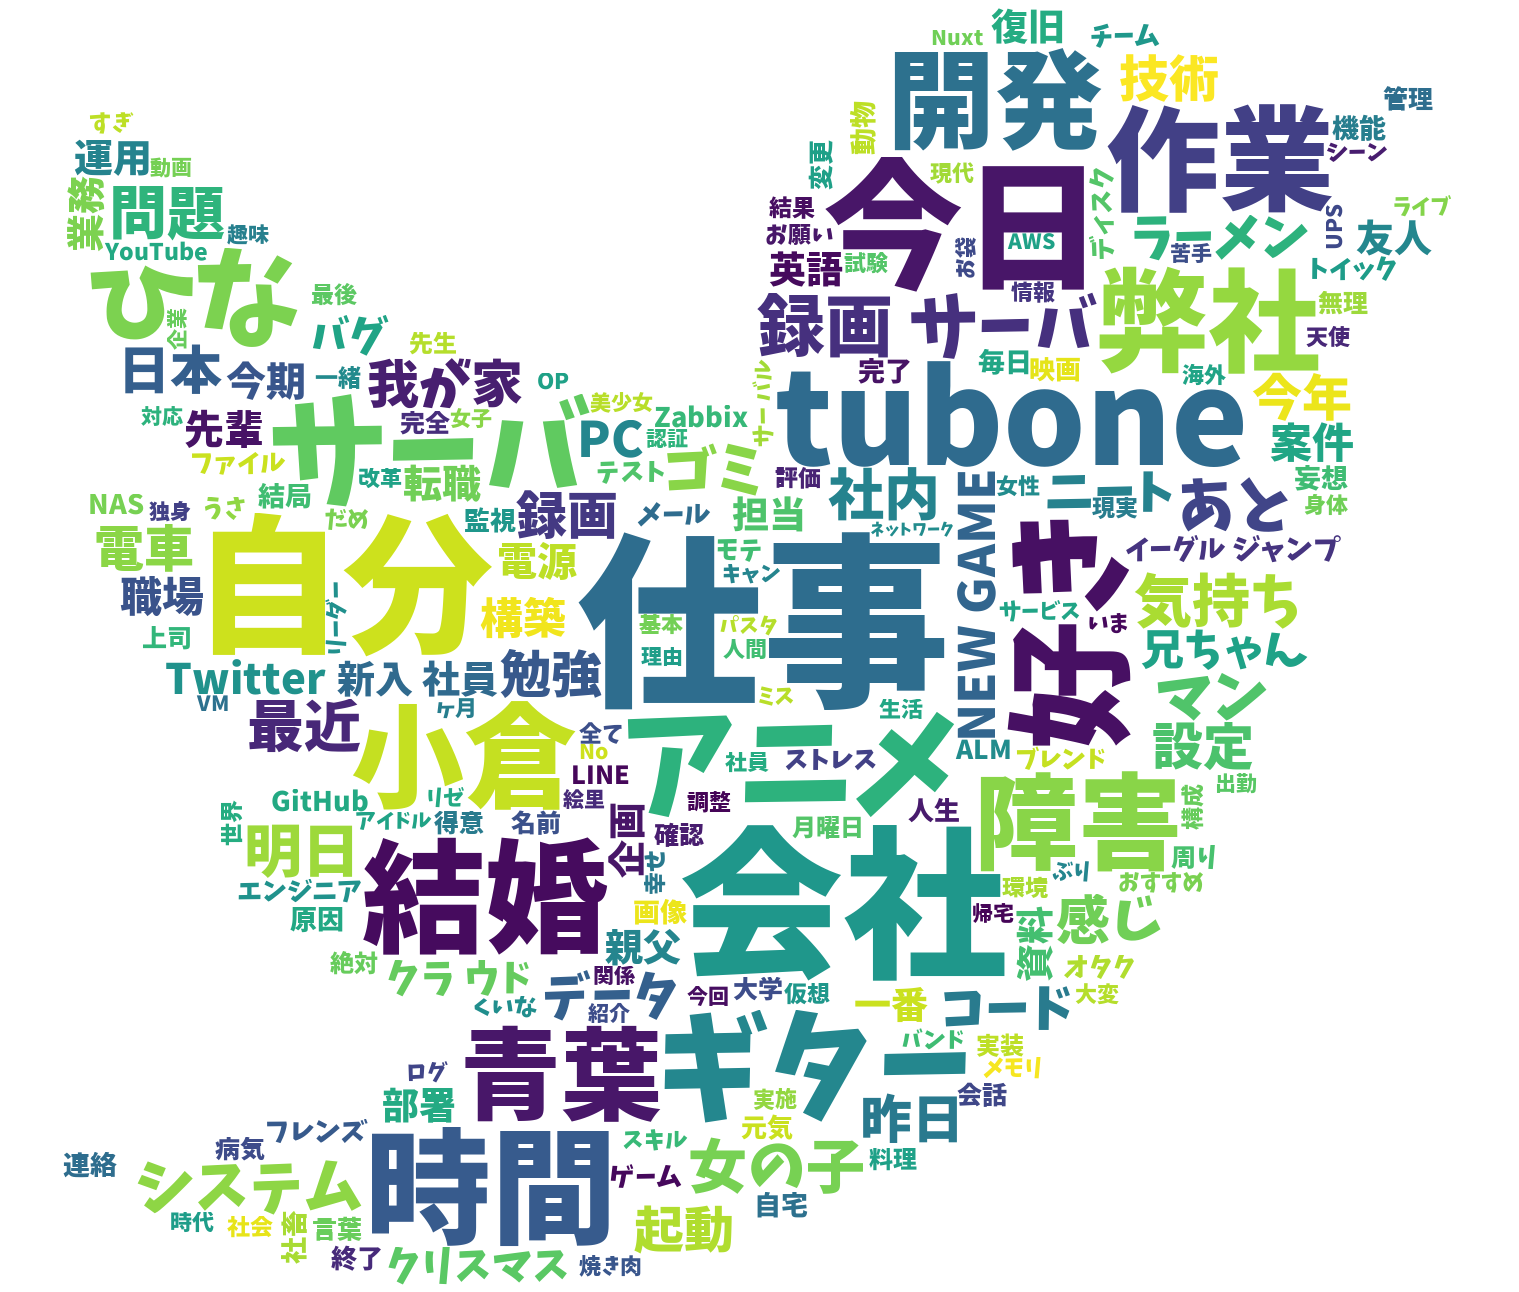 Nuxt
復旧
チーム
開発
技術
管理
すぎ
動物
作業
機能
運用
動画
変更
シーン
今日
現代
ディスク
業務
問題
結果
お願い
ライブ
UPS
ラーメン
友人
YouTube
趣味
お袋
AWS
苦手
英語
試験
トイック
ひな
最後
情報
弊社
無理
企業
バグ
先生
録画
サーバ
天使
日本
今期
一緒
我が家
OP
完了
毎日
映画
海外
キーバル
tubone
今年
対応
先輩
完全
女子
美少女
Zabbix
PC
認証
案件
サーバ
ファイル
改革
転職
テスト
ゴミ
評価
社内
女性
ニート
妄想
NAS
独身
うさ
結局
だめ
監視
録画
メール
担当
NEW GAME
現実
あと
身体
ネットワーク
電車
自分
電源
モテ
キャン
仕事
好き
イーグル ジャンプ
職場
リーダー
構築
基本
パスタ
サービス
いま
気持ち
上司
理由
人間
兄ちゃん
Twitter
新入 社員
勉強
VM
ケ月
ミス
生活
マン
最近
小倉
全て
No
アニメ
社員
ストレス
ALM
ブレンド
設定
LINE
障害
出勤
GitHub
リゼ
絵里
調整
人生
構成
世界
アイドル
得意
名前
企画
確認
月曜日
明日
結婚
幸せ
会社
ぶり
周り
エンジニア
環境
おすすめ
原因
画像
帰宅
資料
感じ
親父
絶対
クラウド
関係
オタク
くいな
データ
紹介
今回
大学
仮想
一番
コード
大変
青葉
ギター
バンド
実装
メモリ
ログ
部署
実施
会話
フレンズ
元気
昨日
病気
時間
スキル
連絡
システム
ゲーム
女の子
料理
自宅
時代
社会
社畜
言葉
起動
終了
クリスマス
焼き肉